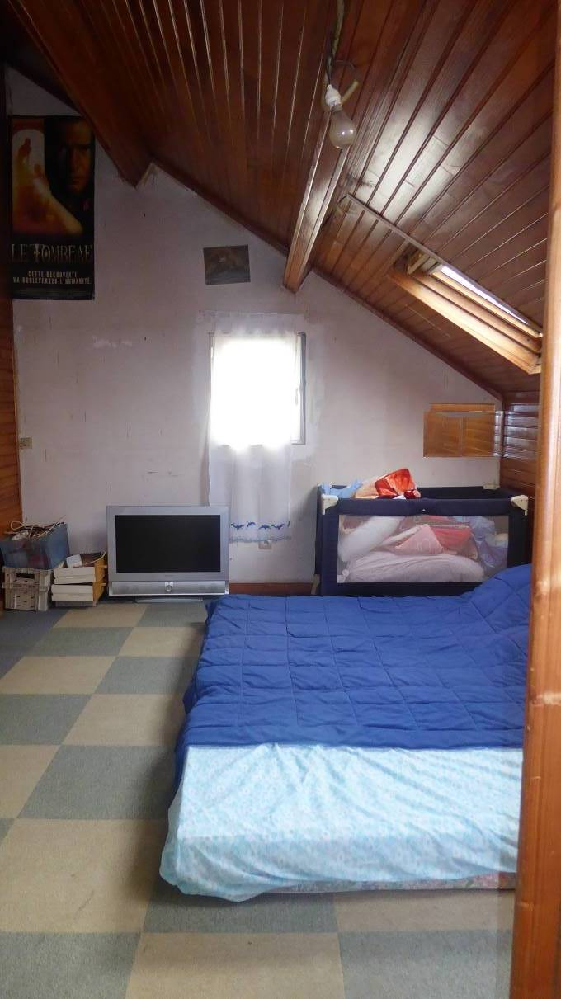 LE TOMBEAU
CETTE DÉCOUVERTE
VA BOULEVERSER L'HUMANITÉ.